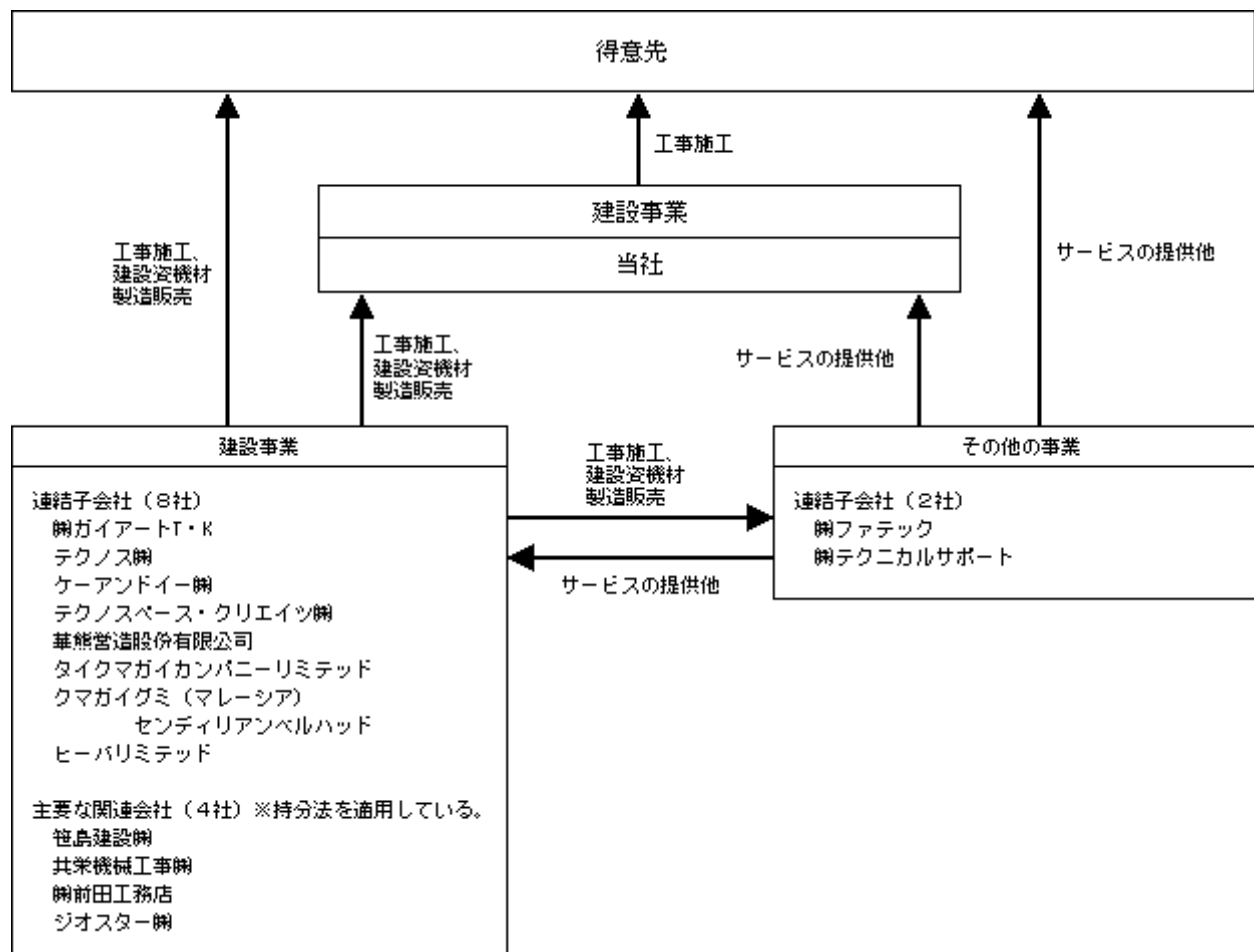 得意先
工事施工
建設事業
当社
工事施工、
建設資機材
製造販売
サービスの提供他
工事施工、
建設資機材
製造販売
サービスの提供他
建設事業
連結子会社（8社）
㈱ガイアートT・K
テクノス㈱
ケーアンドイー㈱
テクノスペース・クリエイツ㈱
華熊営造股份有限公司
タイクマガイカンパニーリミテッド
クマガイグミ（マレーシア）
センディリアンベルハッド
ヒーバリミテッド
主要な関連会社（4社）※持分法を適用している。
笹島建設㈱
共栄機械工事㈱
㈱前田工務店
ジオスター㈱
工事施工、
建設資機材
製造販売
サービスの提供他
その他の事業
連結子会社（2社）
㈱ファテック
㈱テクニカルサポート